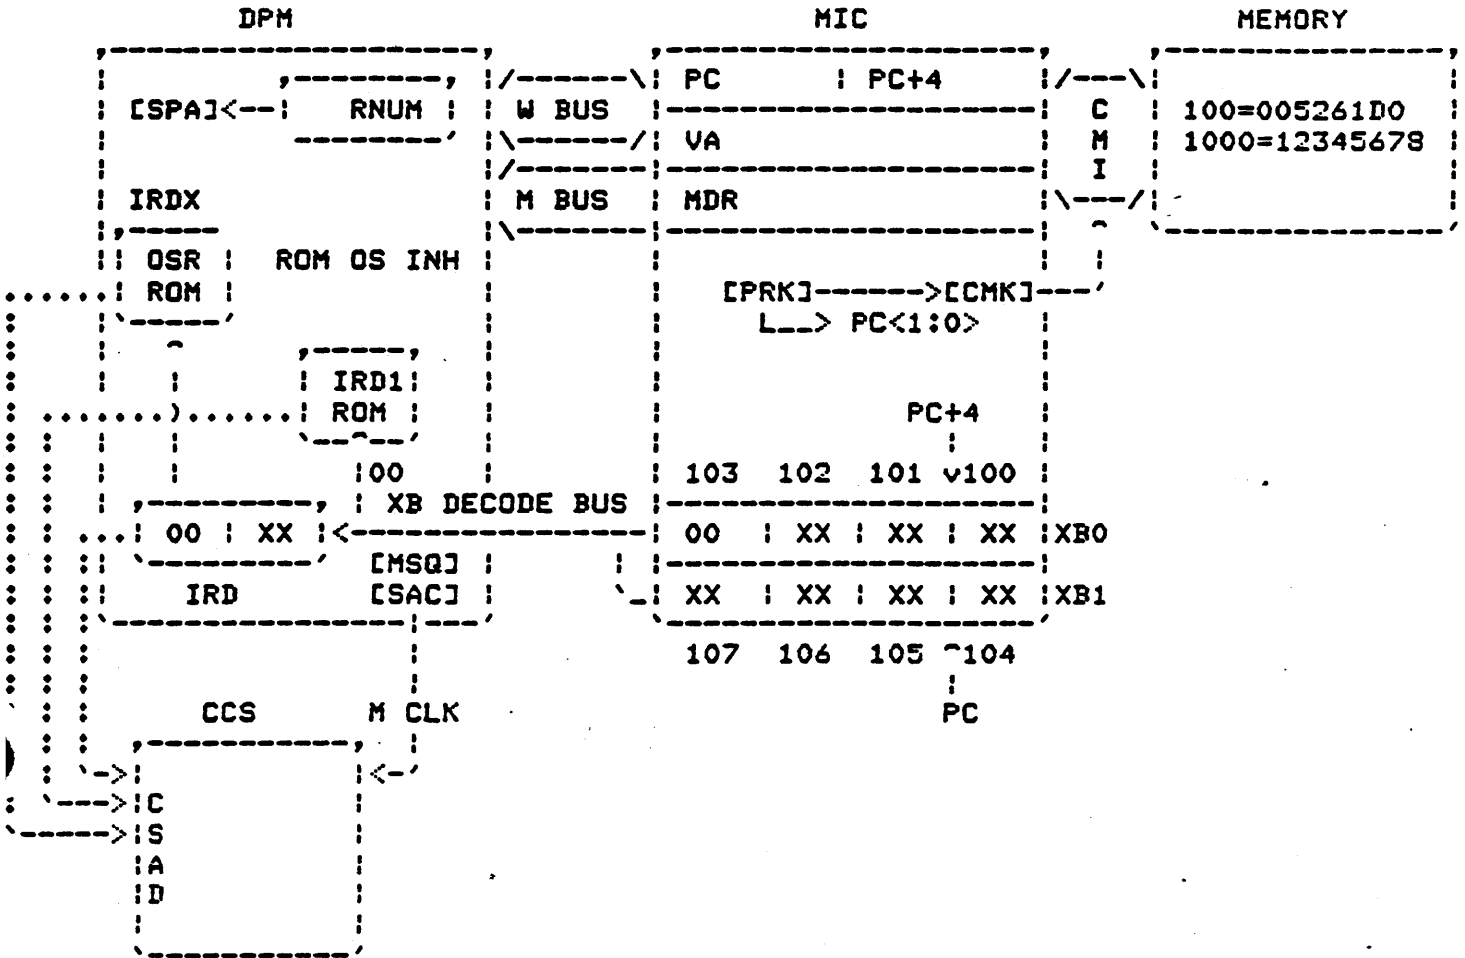 DPM MIC MEMORY
PC PC+4
[SPA]<-- RNUM W BUS C 100=005261D0
VA M 1000=12345678
I
IRDX M BUS MDR
OSR ROM OS INH
ROM [PRK]------>[CMK]
L--> PC<1:0>
IRD1
ROM PC+4
00 103 102 101 v100
XB DECODE BUS
00 XX 00 XX XX XX XB0
[MSQ]
IRD [SAC] XX XX XX XX XB1
107 106 105 ^104
CCS M CLK PC
C
S
A
D